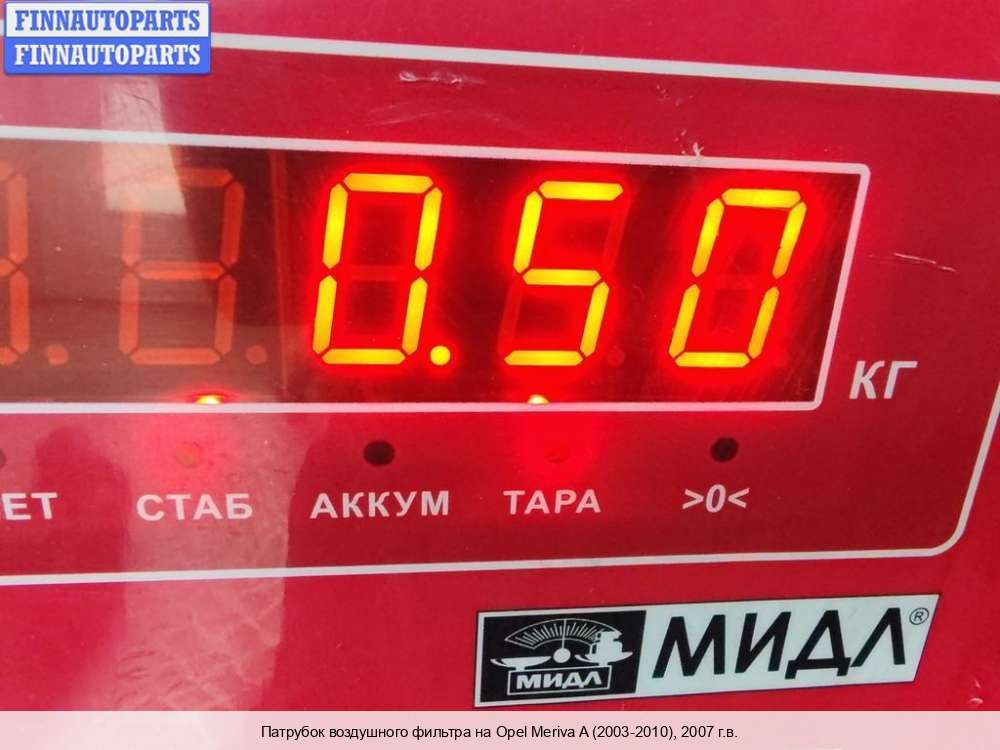 FINNAUTOPARTS
FINNAUTOPARTS
0.50
КГ
ЕТ СТАБ АККУМ ТАРА >0<
МИДЛ МИДЛ®
Патрубок воздушного фильтра на Opel Meriva A (2003-2010), 2007 г.в.